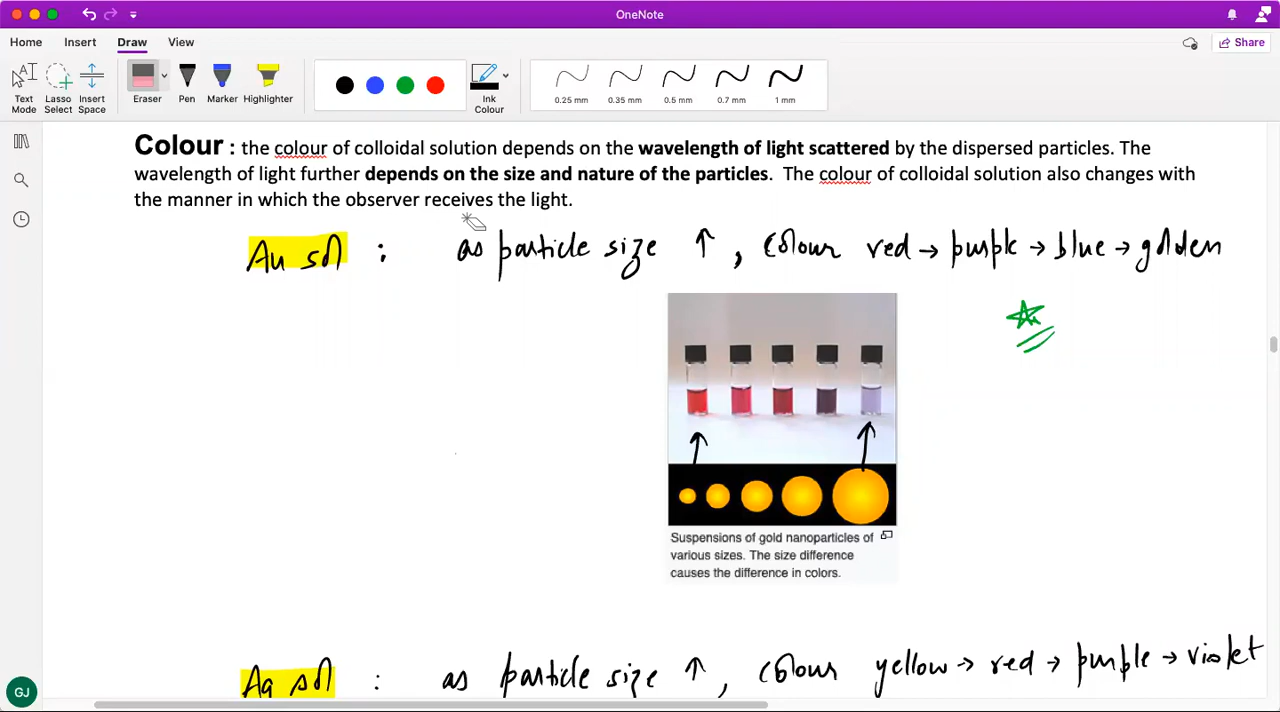 OneNote
Home Insert Draw View
Share
Text Mode
Lasso Select
Insert Space
Eraser
Pen
Marker
Highlighter
Ink Colour
0.25 mm 0.35 mm 0.5 mm 0.7 mm 1 mm
Colour : the colour of colloidal solution depends on the wavelength of light scattered by the dispersed particles. The
wavelength of light further depends on the size and nature of the particles. The colour of colloidal solution also changes with
the manner in which the observer receives the light.
Au sol : as particle size ↑ , colour red → purple → blue → golden
Suspensions of gold nanoparticles of
various sizes. The size difference
causes the difference in colors.
Ag sol : as particle size ↑ , colour yellow → red → purple → violet
GJ